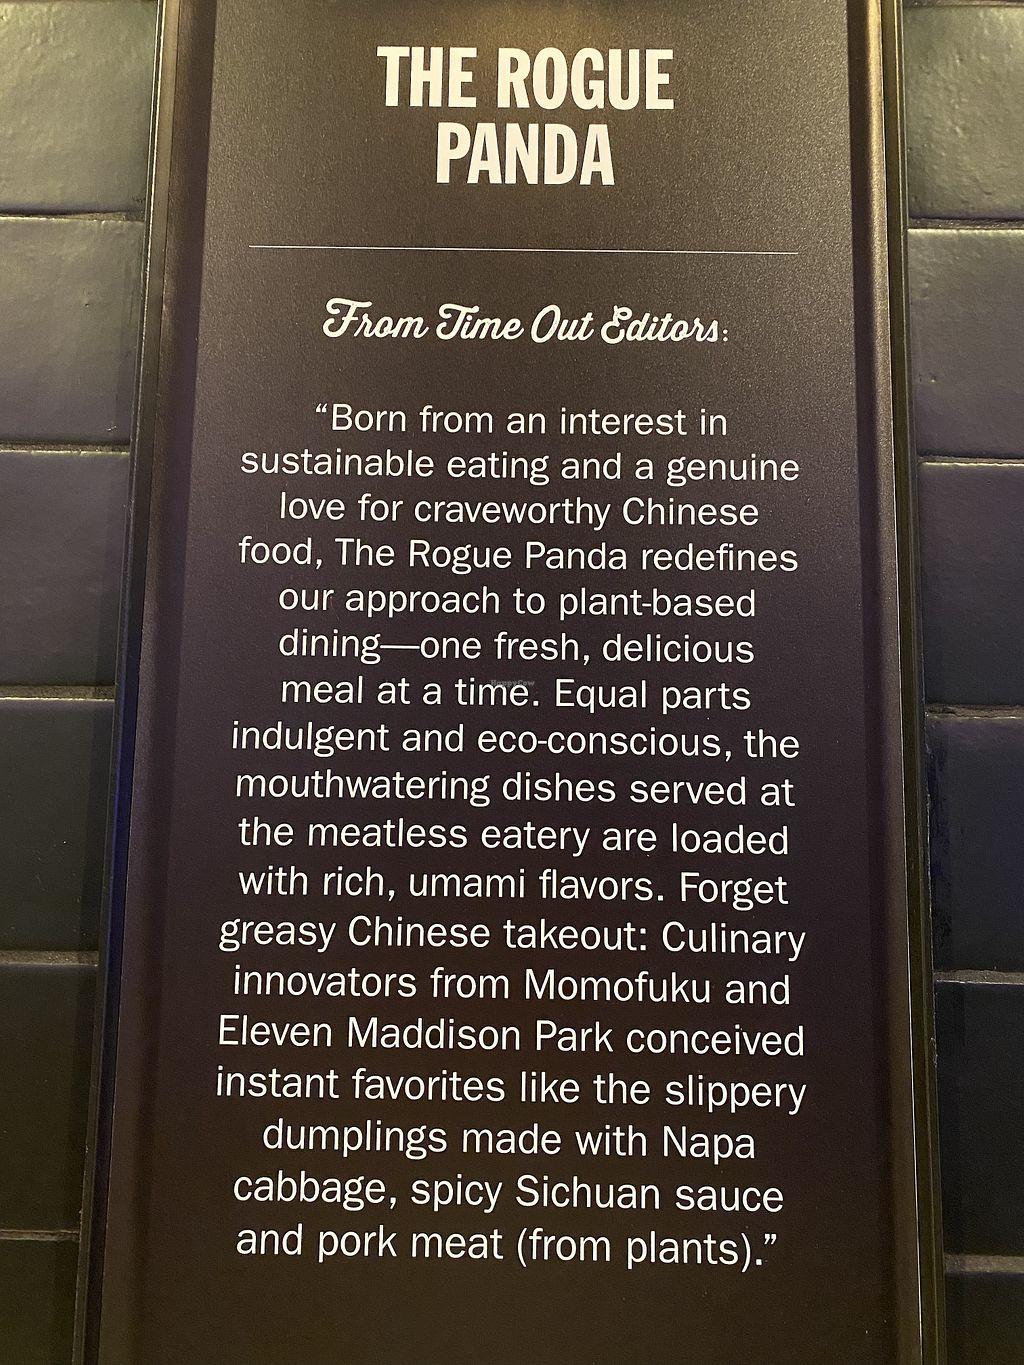 THE ROGUE
PANDA
From Time Out Editors:
“Born from an interest in
sustainable eating and a genuine
love for craveworthy Chinese
food, The Rogue Panda redefines
our approach to plant-based
dining—one fresh, delicious
meal at a time. Equal parts
indulgent and eco-conscious, the
mouthwatering dishes served at
the meatless eatery are loaded
with rich, umami flavors. Forget
greasy Chinese takeout: Culinary
innovators from Momofuku and
Eleven Maddison Park conceived
instant favorites like the slippery
dumplings made with Napa
cabbage, spicy Sichuan sauce
and pork meat (from plants).”
HappyCow